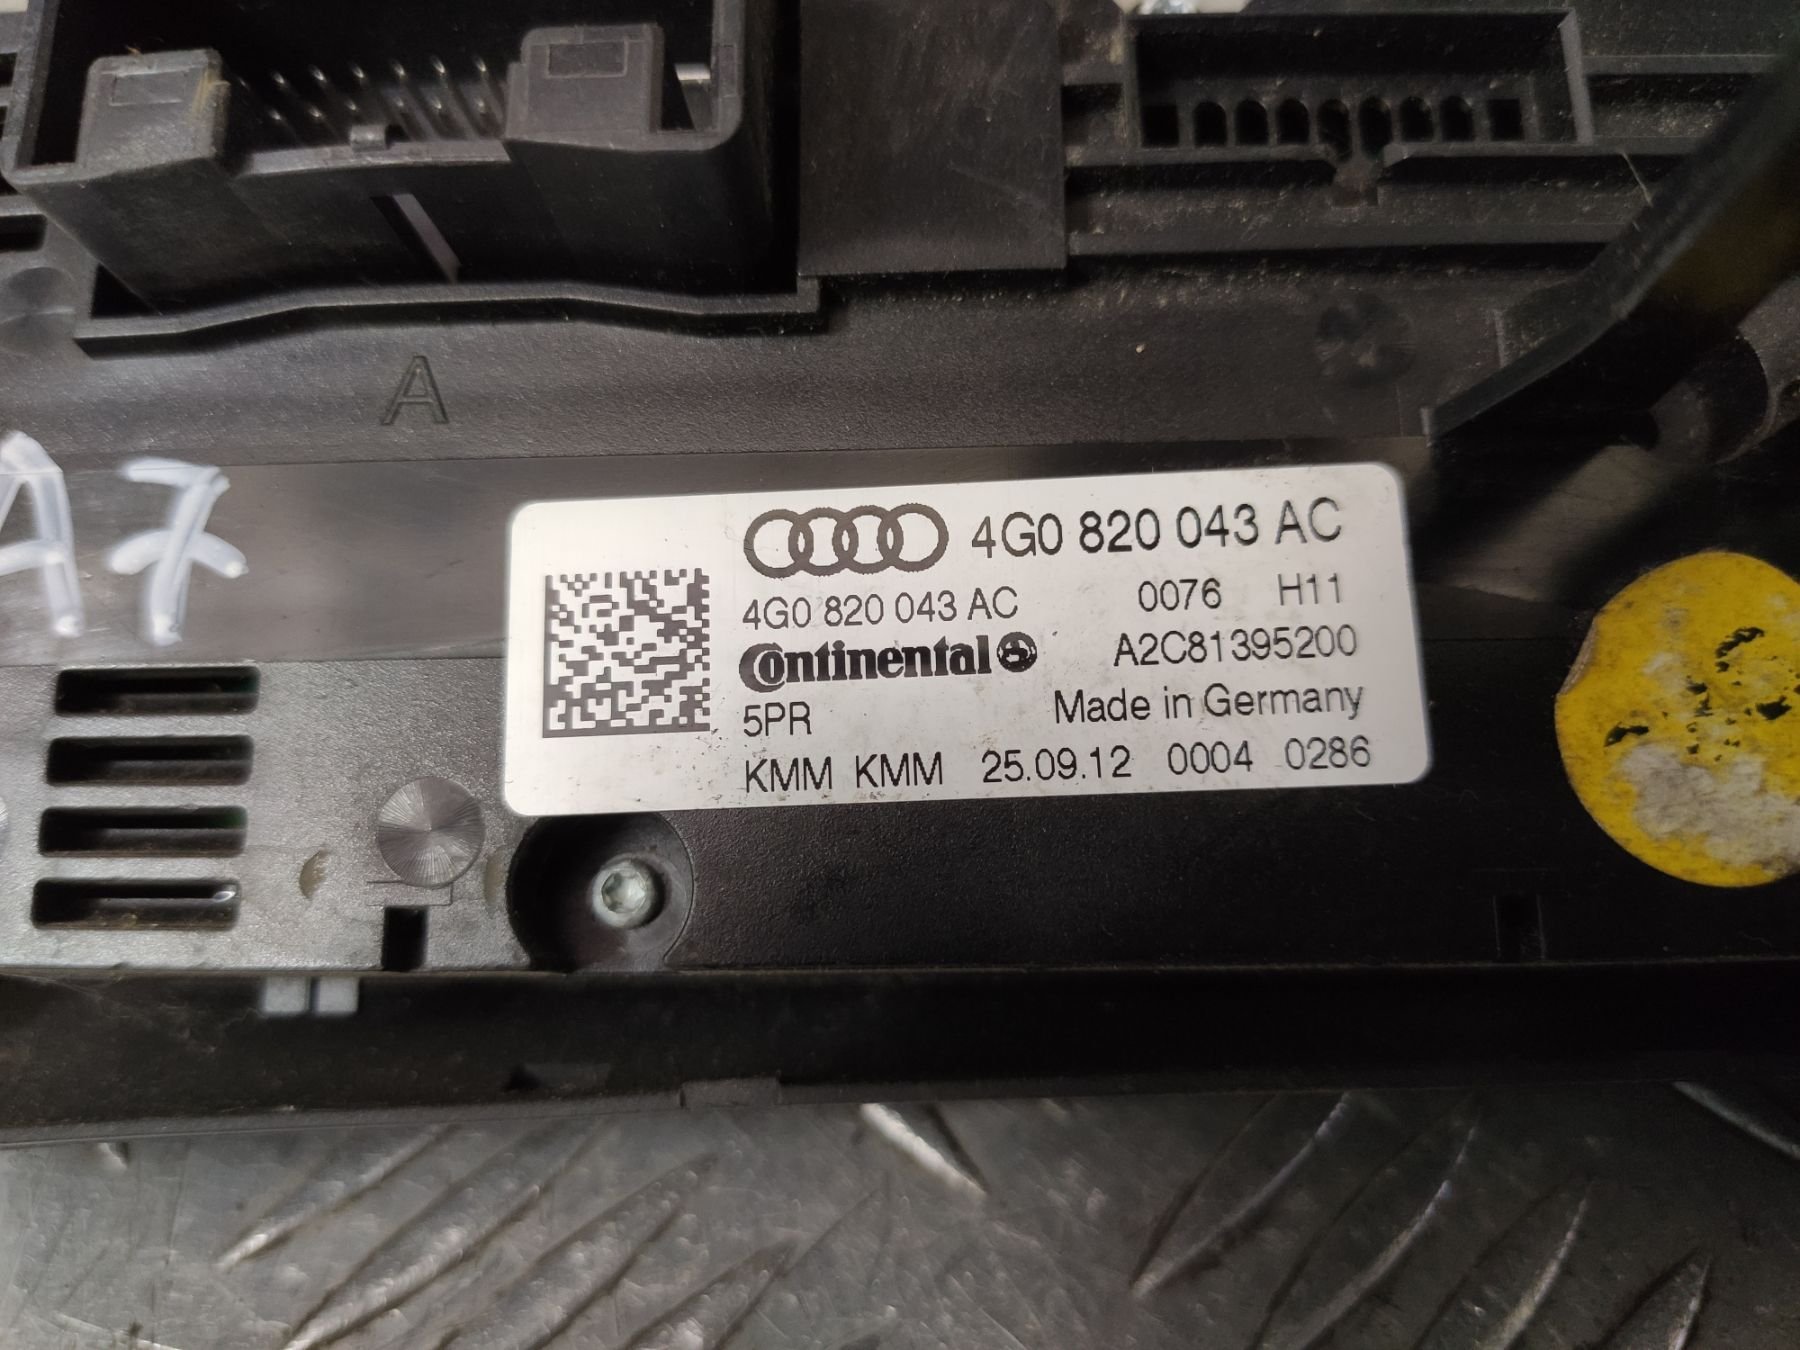 A
A7
4G0 820 043 AC
4G0 820 043 AC 0076 H11
Continental A2C81395200
5PR Made in Germany
KMM KMM 25.09.12 0004 0286